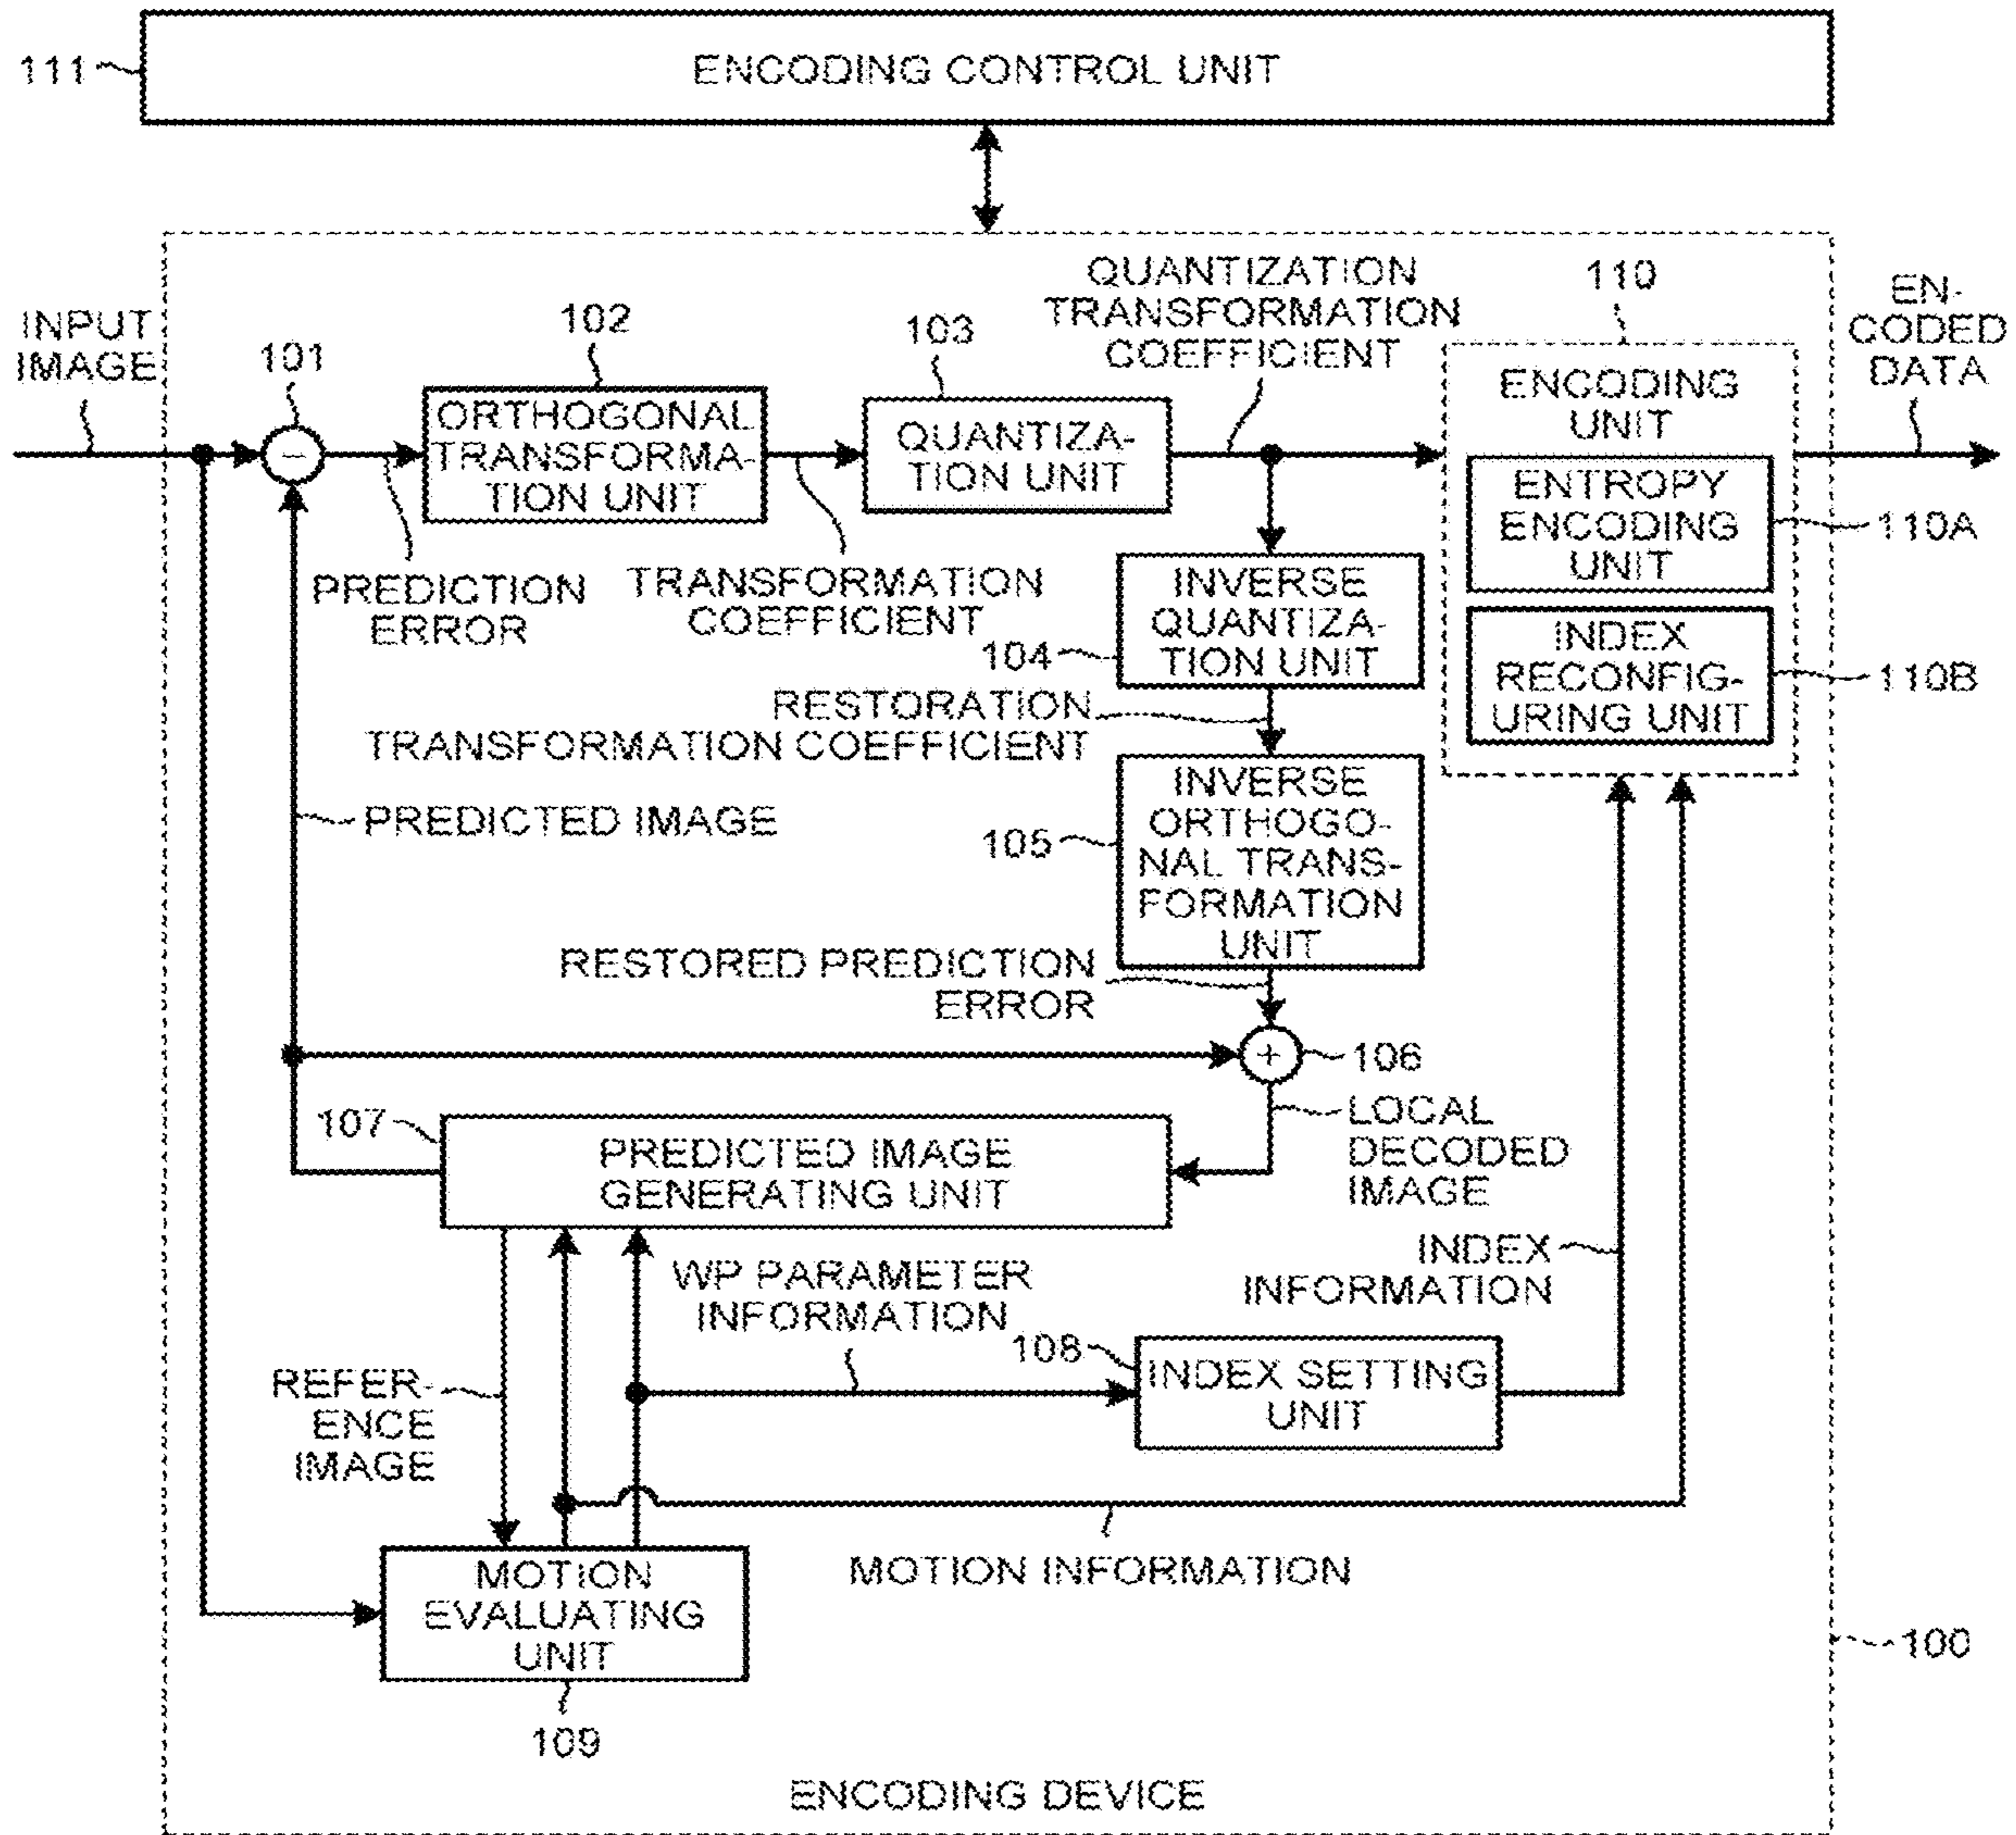 111
ENCODING CONTROL UNIT
INPUT
IMAGE
101
102
ORTHOGONAL
TRANSFORMA-
TION UNIT
103
QUANTIZA-
TION UNIT
QUANTIZATION
TRANSFORMATION
COEFFICIENT
110
ENCODING
UNIT
ENTROPY
ENCODING
UNIT
110A
INDEX
RECONFIG-
URING UNIT
110B
EN-
CODED
DATA
−
PREDICTION
ERROR
TRANSFORMATION
COEFFICIENT
104
INVERSE
QUANTIZA-
TION UNIT
RESTORATION
TRANSFORMATION COEFFICIENT
PREDICTED IMAGE
105
INVERSE
ORTHOGO-
NAL TRANS-
FORMATION
UNIT
RESTORED PREDICTION
ERROR
+
106
107
PREDICTED IMAGE
GENERATING UNIT
LOCAL
DECODED
IMAGE
WP PARAMETER
INFORMATION
INDEX
INFORMATION
108
INDEX SETTING
UNIT
REFER-
ENCE
IMAGE
MOTION INFORMATION
MOTION
EVALUATING
UNIT
109
100
ENCODING DEVICE